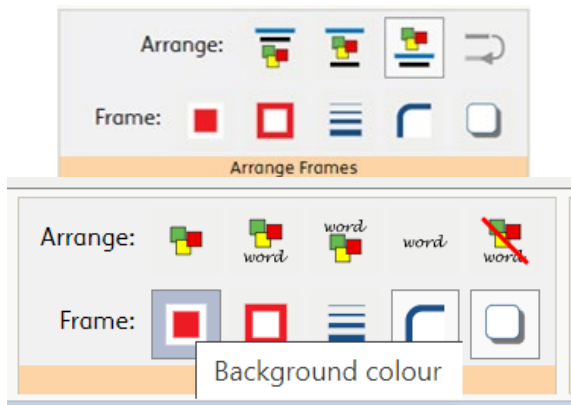 Arrange:
Frame:
Arrange Frames
word
Arrange: word word word
Frame:
Background colour